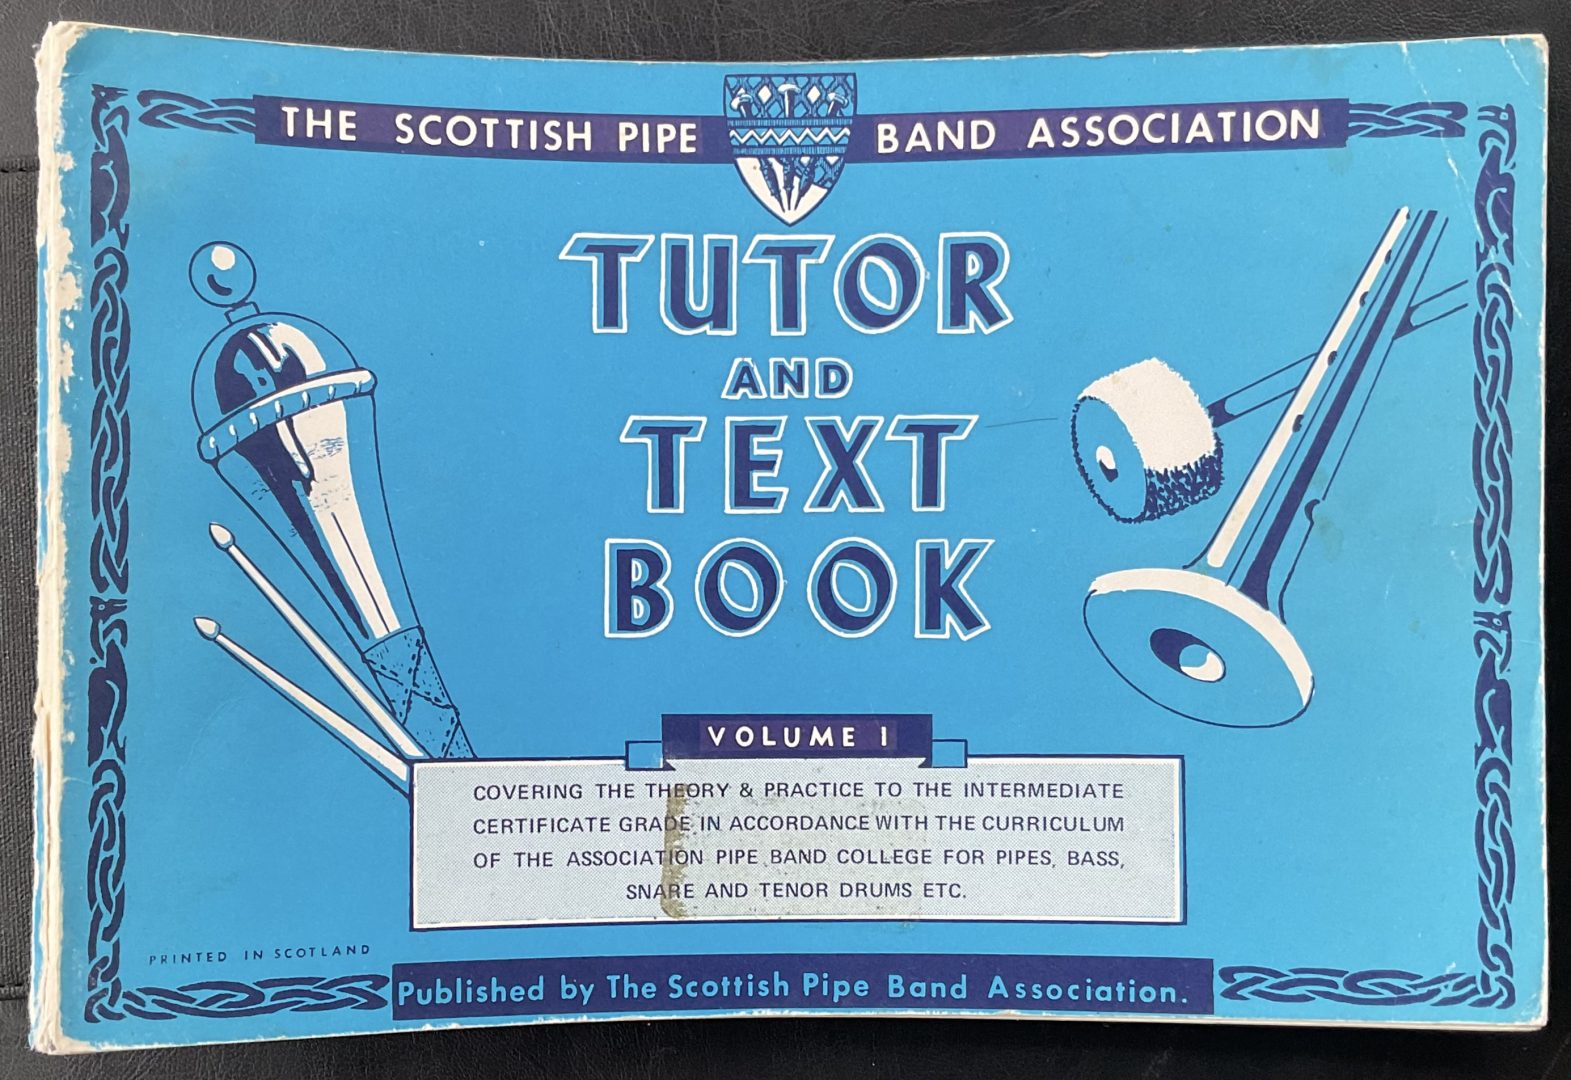 THE SCOTTISH PIPE BAND ASSOCIATION
TUTOR
AND
TEXT
BOOK
VOLUME I
COVERING THE THEORY & PRACTICE TO THE INTERMEDIATE
CERTIFICATE GRADE IN ACCORDANCE WITH THE CURRICULUM
OF THE ASSOCIATION PIPE BAND COLLEGE FOR PIPES, BASS,
SNARE AND TENOR DRUMS ETC.
PRINTED IN SCOTLAND
Published by The Scottish Pipe Band Association.